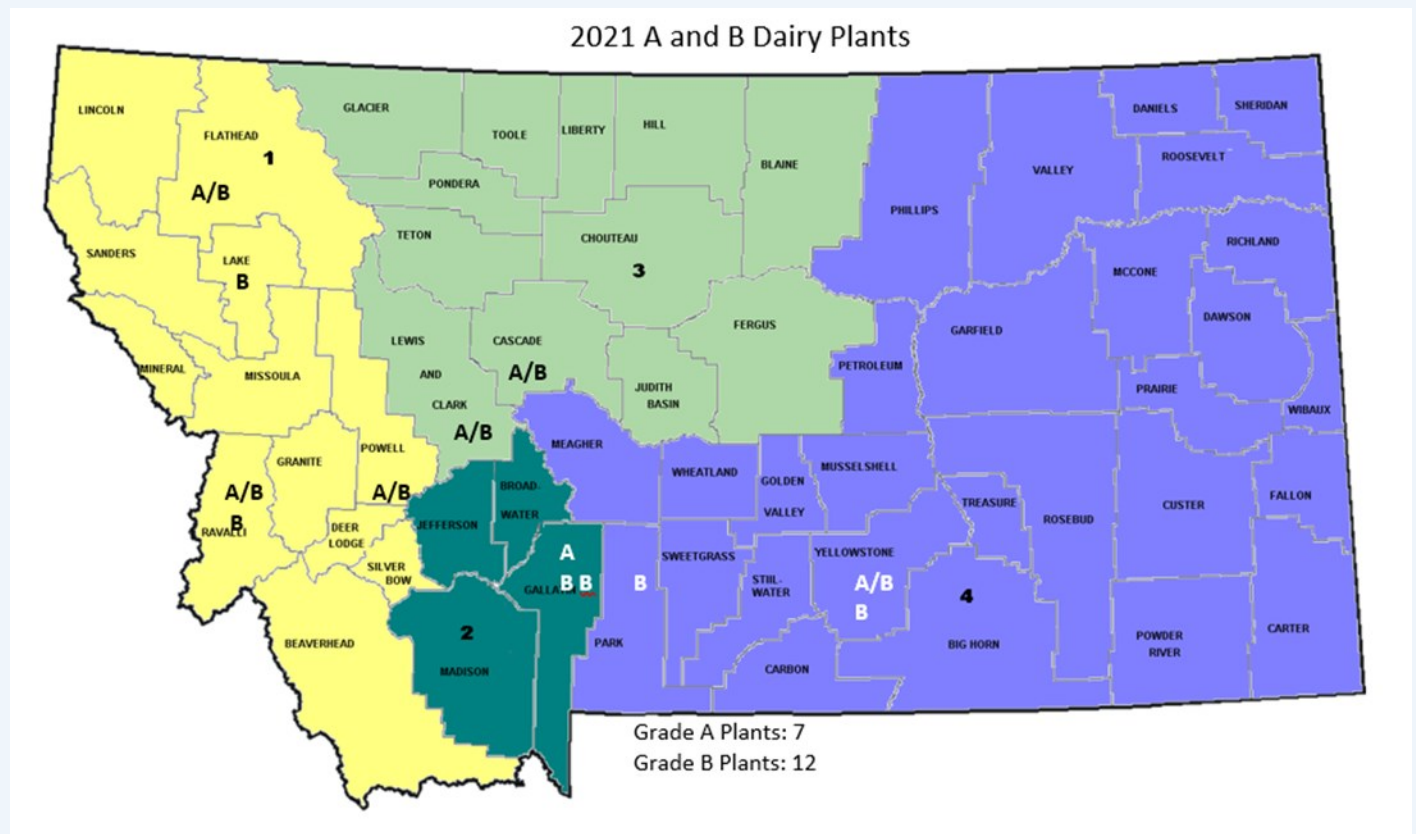 2021 A and B Dairy Plants
LINCOLN
FLATHEAD
1
A/B
GLACIER
TOOLE
LIBERTY
HILL
BLAINE
PHILLIPS
VALLEY
DANIELS
SHERIDAN
ROOSEVELT
PONDERA
SANDERS
LAKE
B
TETON
CHOUTEAU
3
RICHLAND
MCCONE
DAWSON
GARFIELD
MINERAL
MISSOULA
LEWIS
AND
CLARK
A/B
CASCADE
A/B
JUDITH
BASIN
FERGUS
PETROLEUM
PRAIRIE
WIBAUX
POWELL
A/B
GRANITE
A/B
B
RAVALLI
DEER
LODGE
SILVER
BOW
JEFFERSON
BROAD-
WATER
MEAGHER
WHEATLAND
GOLDEN
VALLEY
MUSSELSHELL
TREASURE
ROSEBUD
CUSTER
FALLON
A
B B
GALLATIN
B
PARK
SWEETGRASS
STIIL-
WATER
YELLOWSTONE
A/B
B
4
BIG HORN
BEAVERHEAD
2
MADISON
CARBON
POWDER
RIVER
CARTER
Grade A Plants: 7
Grade B Plants: 12